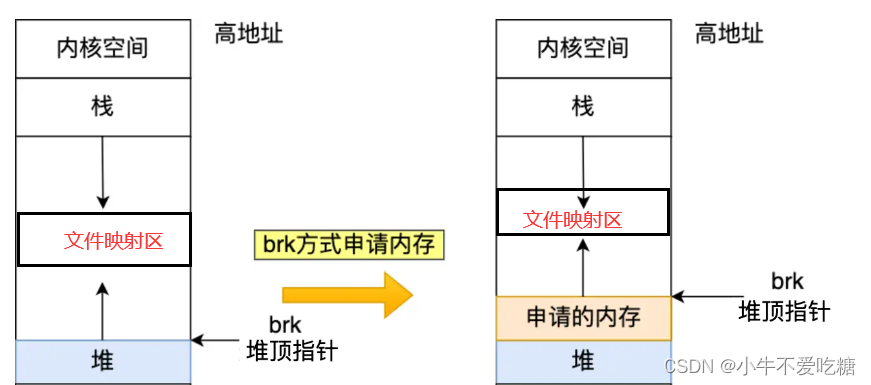 内核空间
高地址
栈
文件映射区
brk
堆顶指针
堆
brk方式申请内存
内核空间
高地址
栈
文件映射区
brk
堆顶指针
申请的内存
堆
CSDN @小牛不爱吃糖